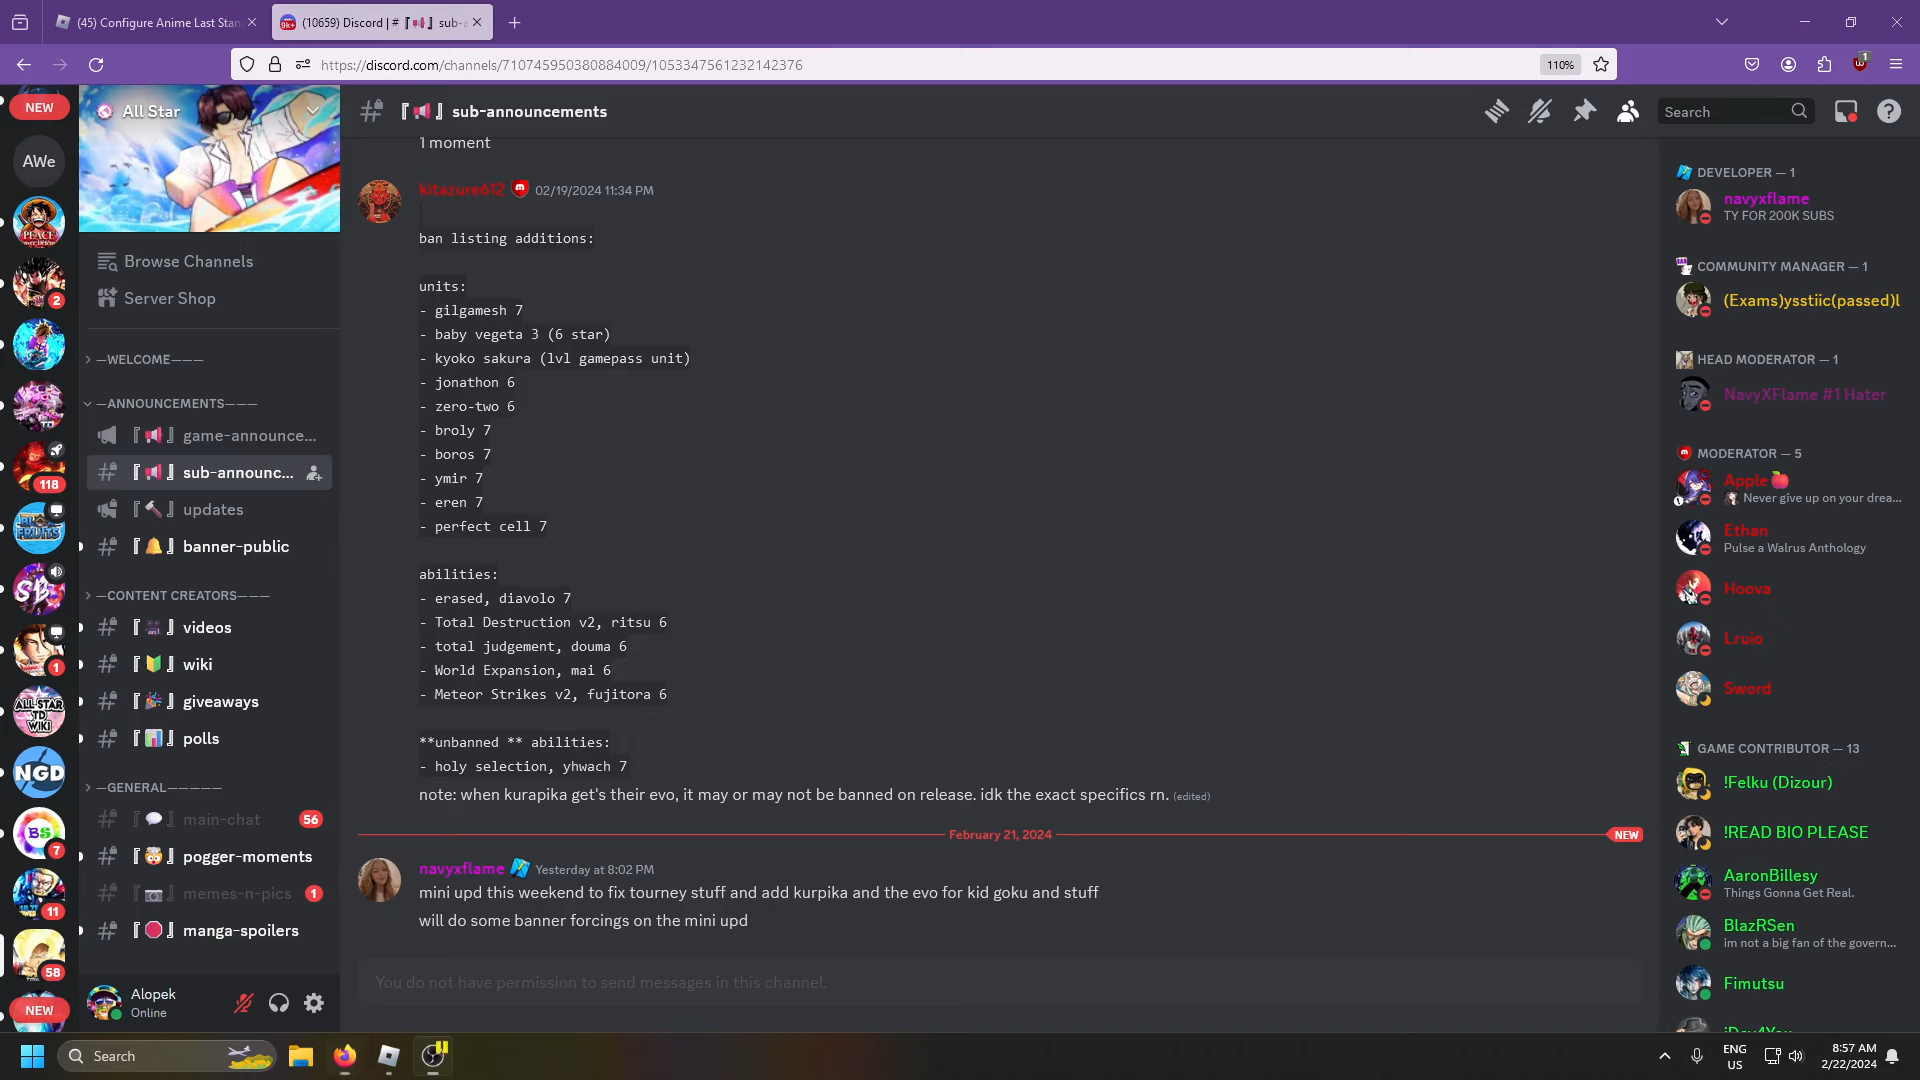 (45) Configure Anime Last Stan
(10659) Discord | # 『📢』 sub-a
https://discord.com/channels/710745950380884009/1053347561232142376
110%
1
NEW
AWe
2
118
1
ALL STAR TD WIKI
NGD
BS
7
11
58
NEW
All Star
Browse Channels
Server Shop
—WELCOME———
—ANNOUNCEMENTS———
『📢』 game-announce...
『📢』 sub-announc...
『🔨』 updates
『🔔』 banner-public
—CONTENT CREATORS———
『🎥』 videos
『🔰』 wiki
『🎉』 giveaways
『📊』 polls
—GENERAL—————
『💬』 main-chat 56
『🤯』 pogger-moments
『📷』 memes-n-pics 1
『🛑』 manga-spoilers
Alopek
Online
『📢』 sub-announcements
Search
1 moment
kitazure612 02/19/2024 11:34 PM
ban listing additions:
units:
- gilgamesh 7
- baby vegeta 3 (6 star)
- kyoko sakura (lvl gamepass unit)
- jonathon 6
- zero-two 6
- broly 7
- boros 7
- ymir 7
- eren 7
- perfect cell 7
abilities:
- erased, diavolo 7
- Total Destruction v2, ritsu 6
- total judgement, douma 6
- World Expansion, mai 6
- Meteor Strikes v2, fujitora 6
**unbanned ** abilities:
- holy selection, yhwach 7
note: when kurapika get's their evo, it may or may not be banned on release. idk the exact specifics rn. (edited)
February 21, 2024 NEW
navyxflame Yesterday at 8:02 PM
mini upd this weekend to fix tourney stuff and add kurpika and the evo for kid goku and stuff
will do some banner forcings on the mini upd
You do not have permission to send messages in this channel.
DEVELOPER — 1
navyxflame
TY FOR 200K SUBS
COMMUNITY MANAGER — 1
(Exams)ysstiic(passed)l
HEAD MODERATOR — 1
NavyXFlame #1 Hater
MODERATOR — 5
Apple🍎
Never give up on your drea...
Ethan
Pulse a Walrus Anthology
Hoova
Lruio
Sword
GAME CONTRIBUTOR — 13
!Felku (Dizour)
!READ BIO PLEASE
AaronBillesy
Things Gonna Get Real.
BlazRSen
im not a big fan of the govern...
Fimutsu
Search
ENG
US
8:57 AM
2/22/2024